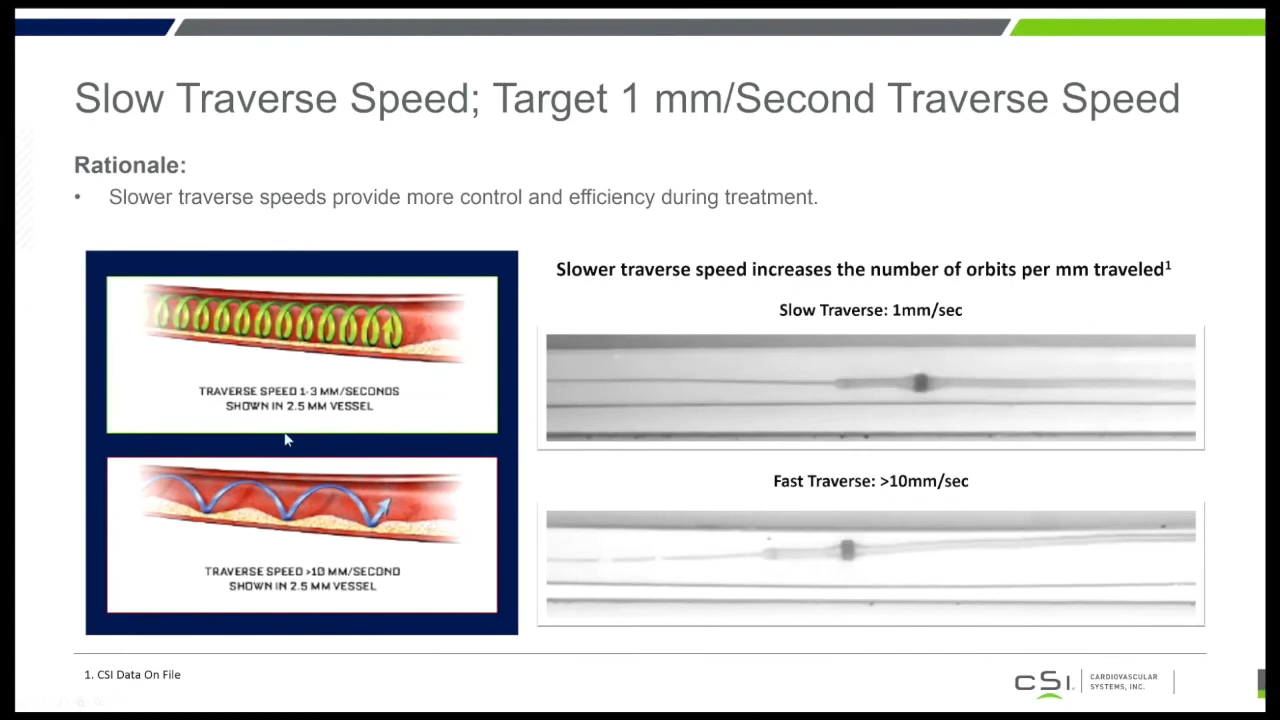 Slow Traverse Speed; Target 1 mm/Second Traverse Speed
Rationale:
• Slower traverse speeds provide more control and efficiency during treatment.
TRAVERSE SPEED 1-3 MM/SECONDS
SHOWN IN 2.5 MM VESSEL
TRAVERSE SPEED >10 MM/SECOND
SHOWN IN 2.5 MM VESSEL
Slower traverse speed increases the number of orbits per mm traveled1
Slow Traverse: 1mm/sec
Fast Traverse: >10mm/sec
1. CSI Data On File
CSI
CARDIOVASCULAR
SYSTEMS, INC.